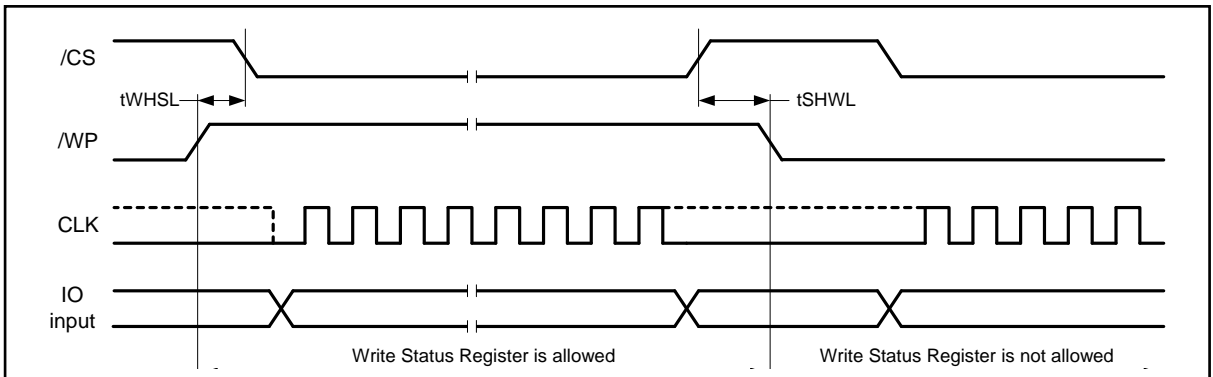 /CS
tWHSL
tSHWL
/WP
CLK
IO
input
Write Status Register is allowed
Write Status Register is not allowed